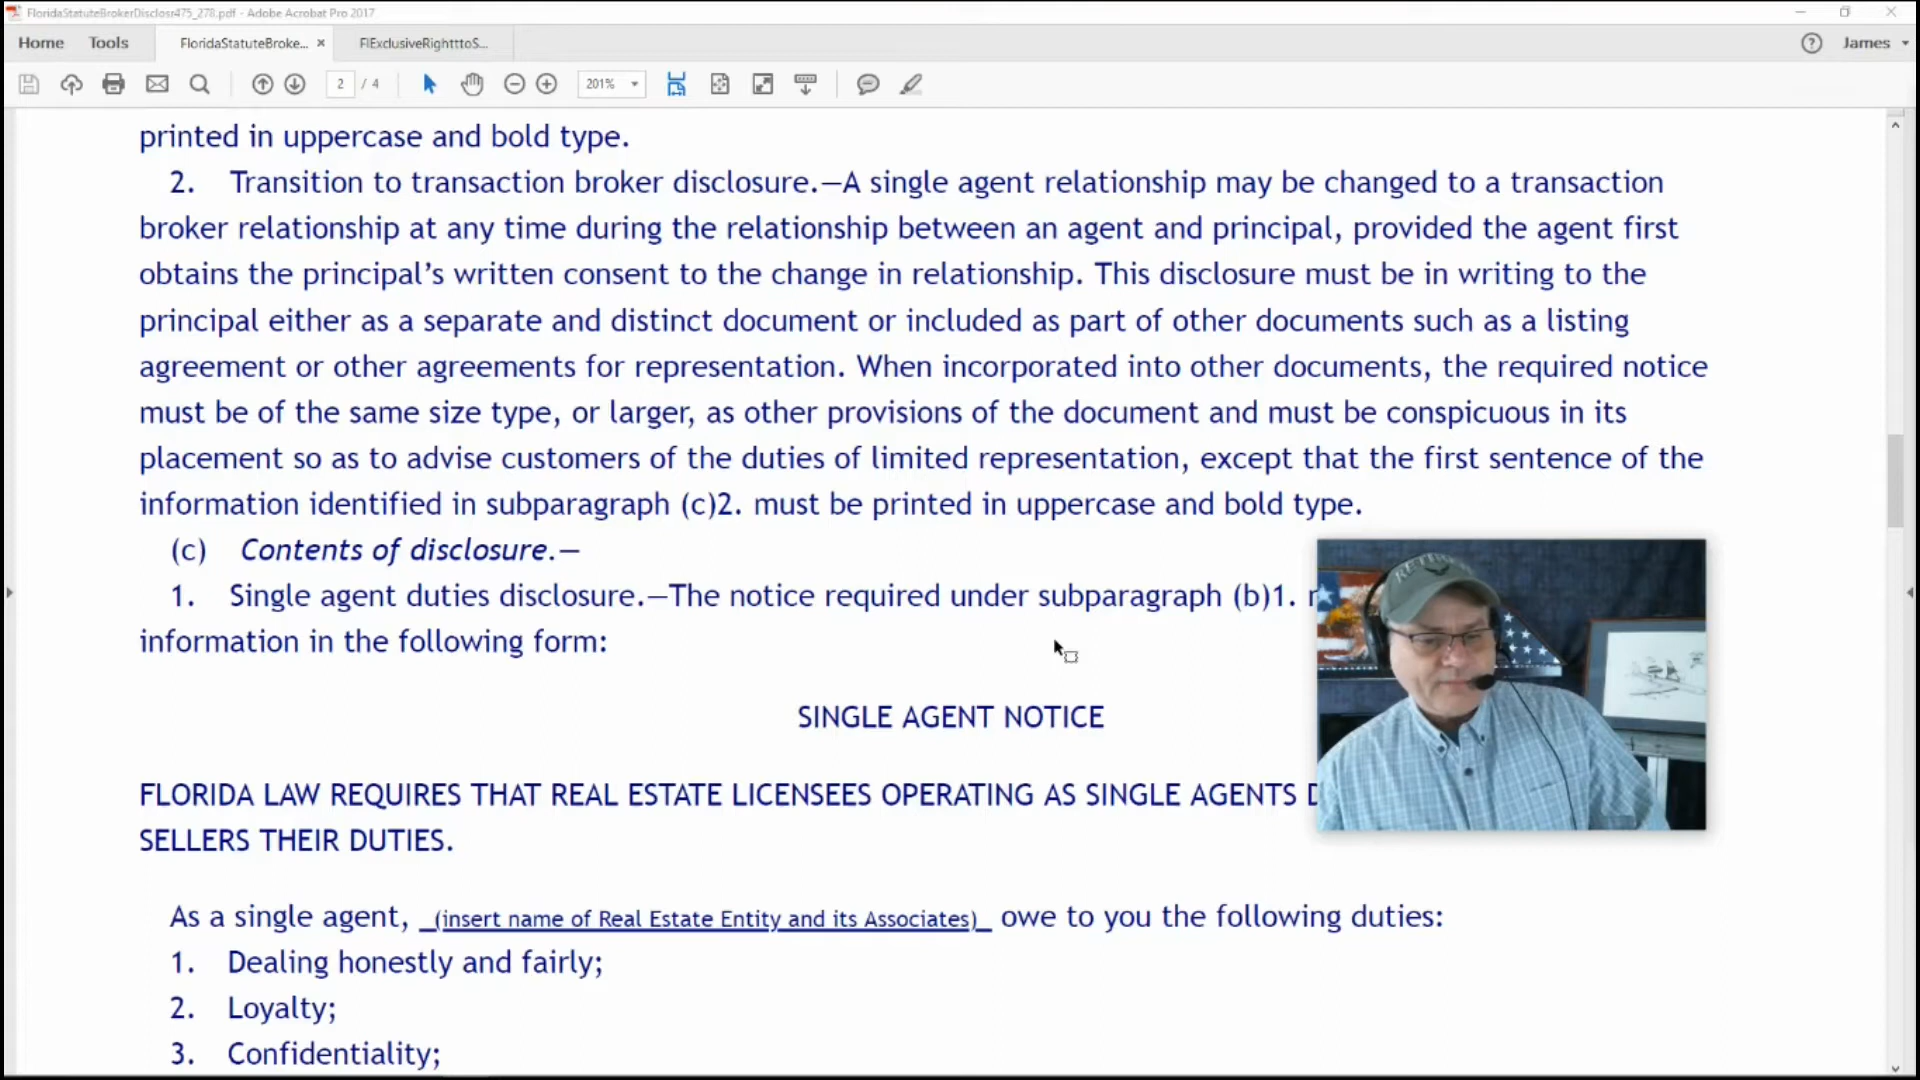 FloridaStatuteBrokerDisclosr475_278.pdf - Adobe Acrobat Pro 2017
Home Tools FloridaStatuteBroke... × FlExclusiveRightttoS... James
2 / 4 201%
printed in uppercase and bold type.
2. Transition to transaction broker disclosure.—A single agent relationship may be changed to a transaction
broker relationship at any time during the relationship between an agent and principal, provided the agent first
obtains the principal’s written consent to the change in relationship. This disclosure must be in writing to the
principal either as a separate and distinct document or included as part of other documents such as a listing
agreement or other agreements for representation. When incorporated into other documents, the required notice
must be of the same size type, or larger, as other provisions of the document and must be conspicuous in its
placement so as to advise customers of the duties of limited representation, except that the first sentence of the
information identified in subparagraph (c)2. must be printed in uppercase and bold type.
(c) Contents of disclosure.—
1. Single agent duties disclosure.—The notice required under subparagraph (b)1.
information in the following form:
SINGLE AGENT NOTICE
FLORIDA LAW REQUIRES THAT REAL ESTATE LICENSEES OPERATING AS SINGLE AGENTS
SELLERS THEIR DUTIES.
As a single agent, (insert name of Real Estate Entity and its Associates) owe to you the following duties:
1. Dealing honestly and fairly;
2. Loyalty;
3. Confidentiality;